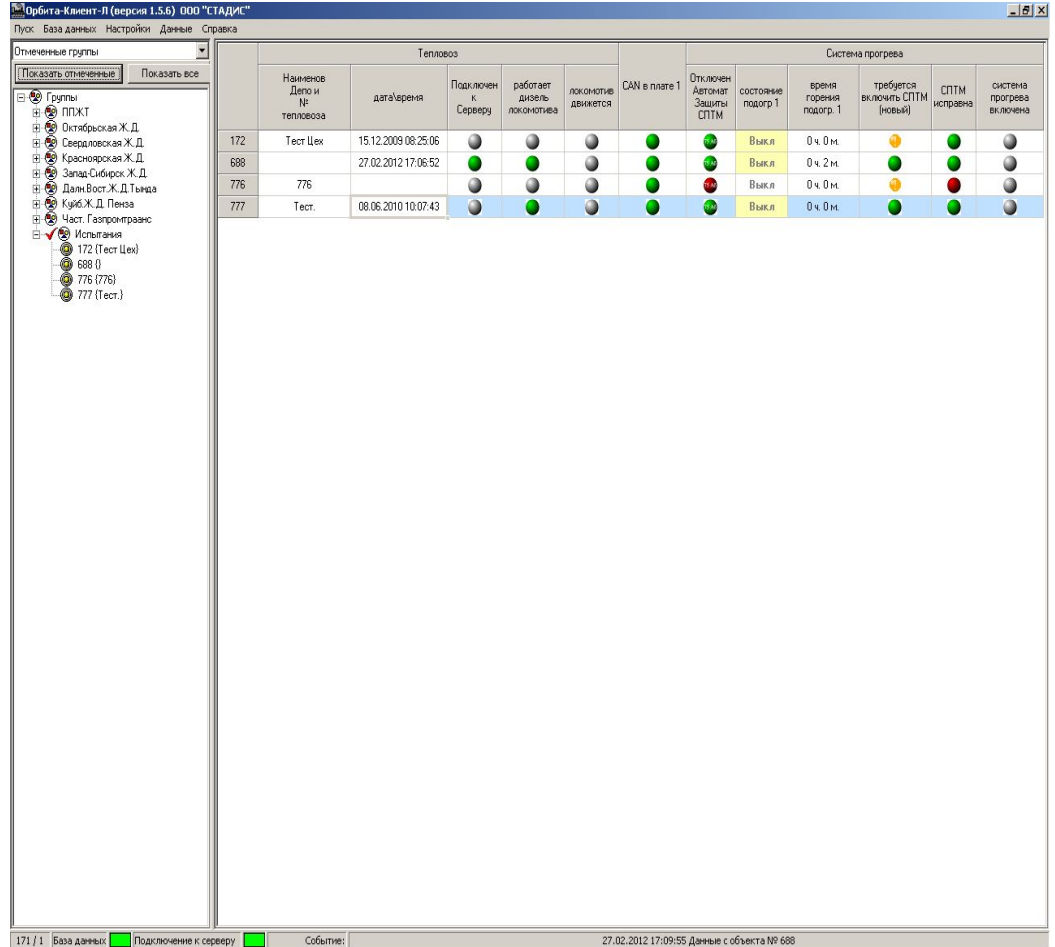 Орбита-Клиент-Л (версия 1.5.6) ООО "СТАДИС"
Пуск База данных Настройки Данные Справка
Отмеченные группы
Показать отмеченные Показать все
Группы
ППЖТ
Октябрьская Ж.Д.
Свердловская Ж.Д.
Красноярская Ж.Д.
Запад-Сибирск Ж.Д.
Далн.Вост.Ж.Д.Тында
Куйб.Ж.Д. Пенза
Част. Газпромтраанс
Испытания
172 {Тест Цех}
688 {}
776 {776}
777 {Тест.}
Тепловоз
Система прогрева
Наименов
Депо и
№
тепловоза
дата\время
Подключен
к
Серверу
работает
дизель
локомотива
локомотив
движется
CAN в плате 1
Отключен
Автомат
Защиты
СПТМ
состояние
подогр 1
время
горения
подогр. 1
требуется
включить СПТМ
(новый)
СПТМ
исправна
система
прогрева
включена
172 Тест Цех 15.12.2009 08:25:06 Выкл 0 ч. 0 м.
688 27.02.2012 17:06:52 Выкл 0 ч. 2 м.
776 776 Выкл 0 ч. 0 м.
777 Тест. 08.06.2010 10:07:43 Выкл 0 ч. 0 м.
171 / 1 База данных Подключение к серверу Событие: 27.02.2012 17:09:55 Данные с объекта № 688